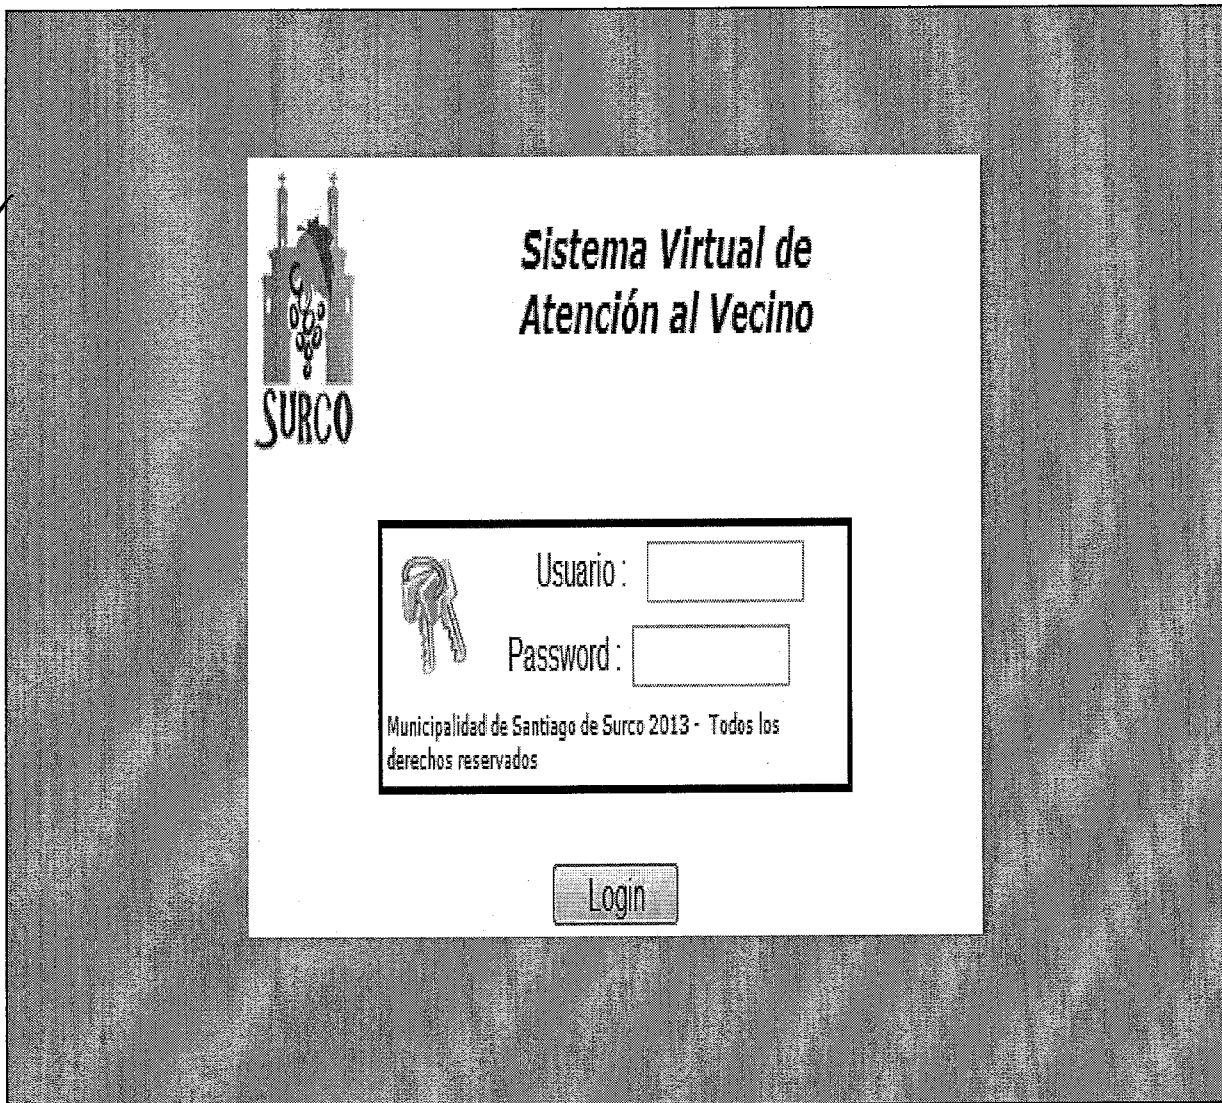 Sistema Virtual de
Atención al Vecino
SURCO
Usuario :
Password :
Municipalidad de Santiago de Surco 2013 - Todos los
derechos reservados
Login